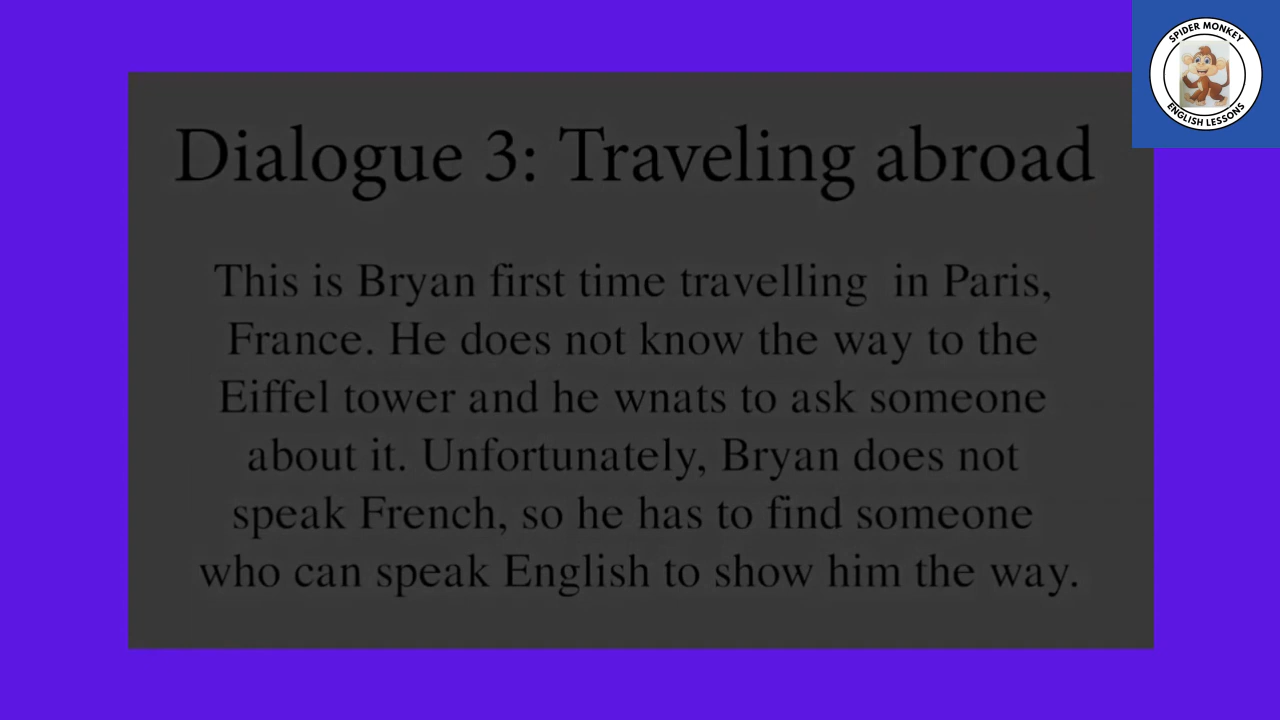 SPIDER MONKEY
ENGLISH LESSONS
Dialogue 3: Traveling abroad
This is Bryan first time travelling  in Paris,
France. He does not know the way to the
Eiffel tower and he wnats to ask someone
about it. Unfortunately, Bryan does not
speak French, so he has to find someone
who can speak English to show him the way.